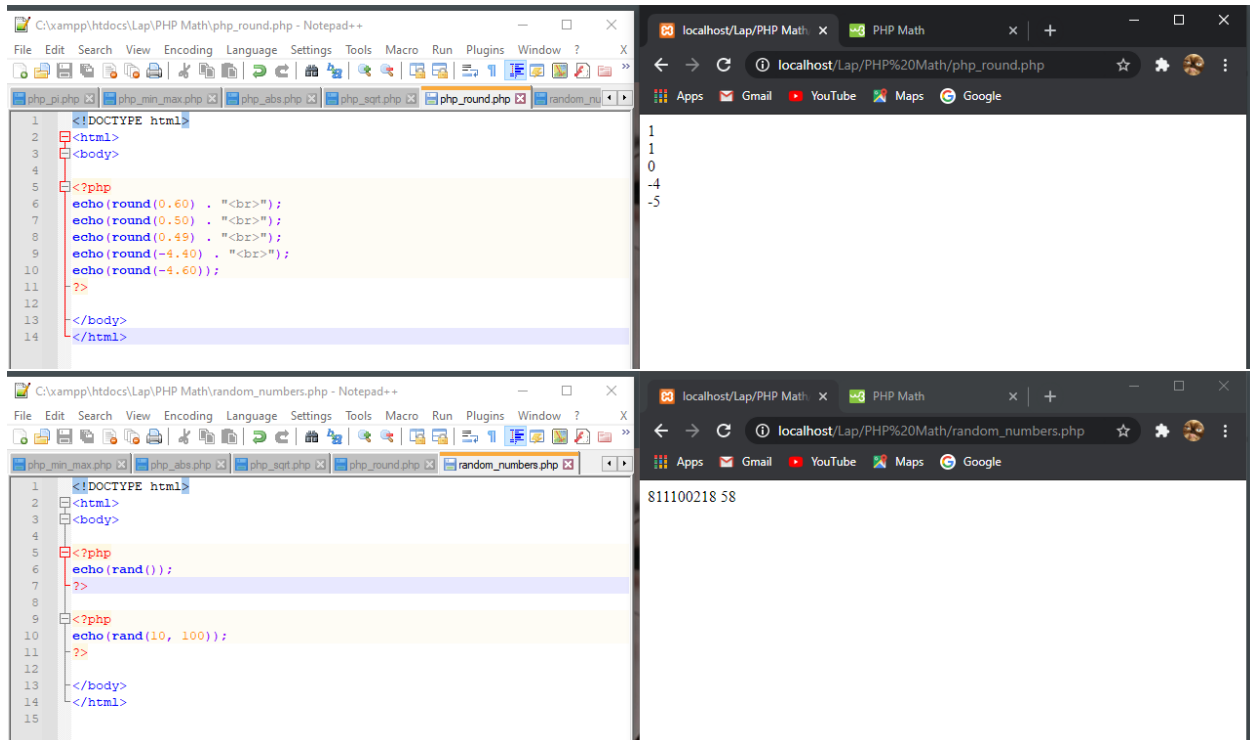 C:\xampp\htdocs\Lap\PHP Math\php_round.php - Notepad++
File Edit Search View Encoding Language Settings Tools Macro Run Plugins Window ? X
php_pi.php php_min_max.php php_abs.php php_sqrt.php php_round.php random_nu
1 <!DOCTYPE html>
2 <html>
3 <body>
4
5 <?php
6 echo(round(0.60) . "<br>");
7 echo(round(0.50) . "<br>");
8 echo(round(0.49) . "<br>");
9 echo(round(-4.40) . "<br>");
10 echo(round(-4.60));
11 ?>
12
13 </body>
14 </html>
localhost/Lap/PHP Math PHP Math
localhost/Lap/PHP%20Math/php_round.php
Apps Gmail YouTube Maps Google
1
1
0
-4
-5
C:\xampp\htdocs\Lap\PHP Math\random_numbers.php - Notepad++
File Edit Search View Encoding Language Settings Tools Macro Run Plugins Window ? X
php_min_max.php php_abs.php php_sqrt.php php_round.php random_numbers.php
1 <!DOCTYPE html>
2 <html>
3 <body>
4
5 <?php
6 echo(rand());
7 ?>
8
9 <?php
10 echo(rand(10, 100));
11 ?>
12
13 </body>
14 </html>
15
localhost/Lap/PHP Math PHP Math
localhost/Lap/PHP%20Math/random_numbers.php
Apps Gmail YouTube Maps Google
811100218 58